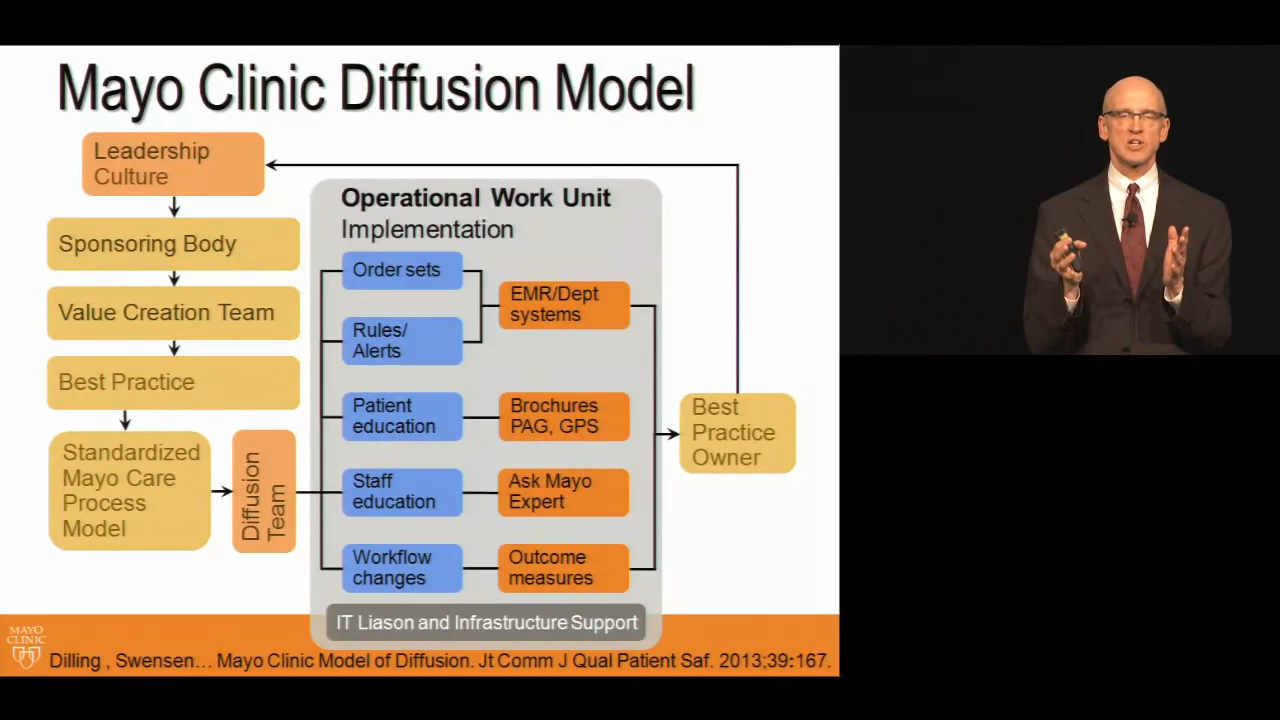 Mayo Clinic Diffusion Model
Leadership
Culture
Sponsoring Body
Value Creation Team
Best Practice
Standardized
Mayo Care
Process
Model
Diffusion
Team
Operational Work Unit
Implementation
Order sets
Rules/
Alerts
Patient
education
Staff
education
Workflow
changes
EMR/Dept
systems
Brochures
PAG, GPS
Ask Mayo
Expert
Outcome
measures
IT Liason and Infrastructure Support
Best
Practice
Owner
MAYO
CLINIC
Dilling , Swensen... Mayo Clinic Model of Diffusion. Jt Comm J Qual Patient Saf. 2013;39:167.